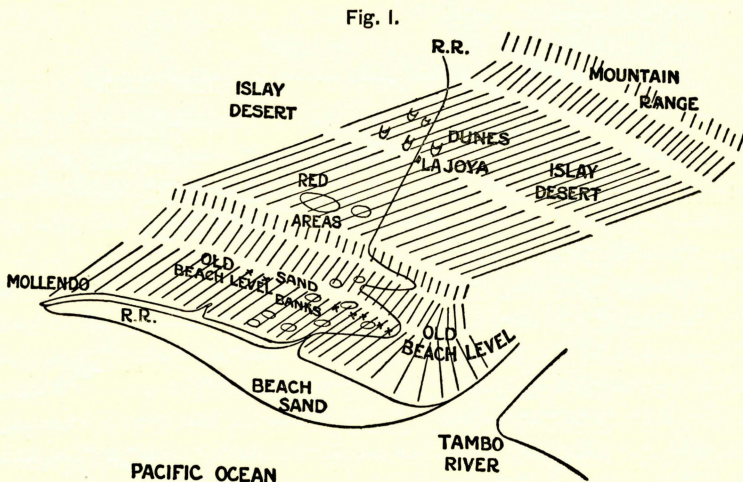 Fig. 1.
R.R.
MOUNTAIN
RANGE
ISLAY
DESERT
DUNES
LA JOYA
ISLAY
DESERT
RED
AREAS
OLD
BEACH LEVEL
SAND
BANKS
MOLLENDO
R.R.
OLD
BEACH LEVEL
BEACH
SAND
TAMBO
RIVER
PACIFIC OCEAN